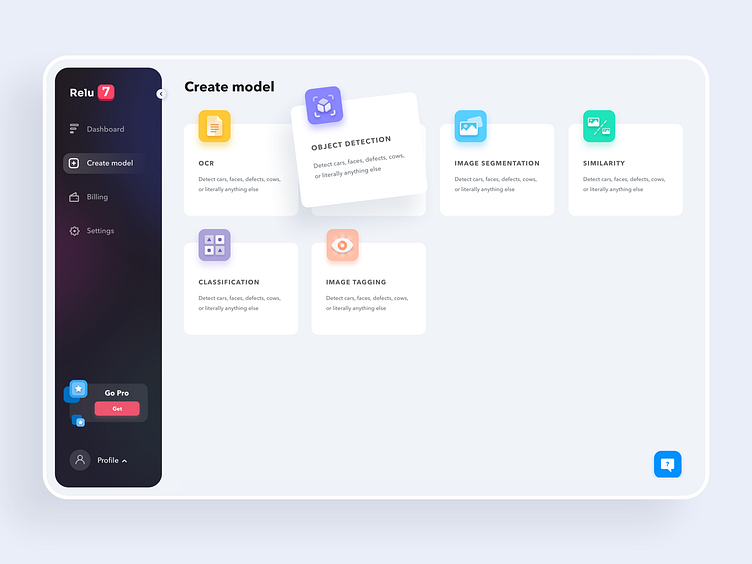 Relu 7
Dashboard
Create model
Billing
Settings
Go Pro
Get
Profile
Create model
OCR
Detect cars, faces, defects, cows,
or literally anything else
OBJECT DETECTION
Detect cars, faces, defects, cows,
or literally anything else
IMAGE SEGMENTATION
Detect cars, faces, defects, cows,
or literally anything else
SIMILARITY
Detect cars, faces, defects, cows,
or literally anything else
CLASSIFICATION
Detect cars, faces, defects, cows,
or literally anything else
IMAGE TAGGING
Detect cars, faces, defects, cows,
or literally anything else
?